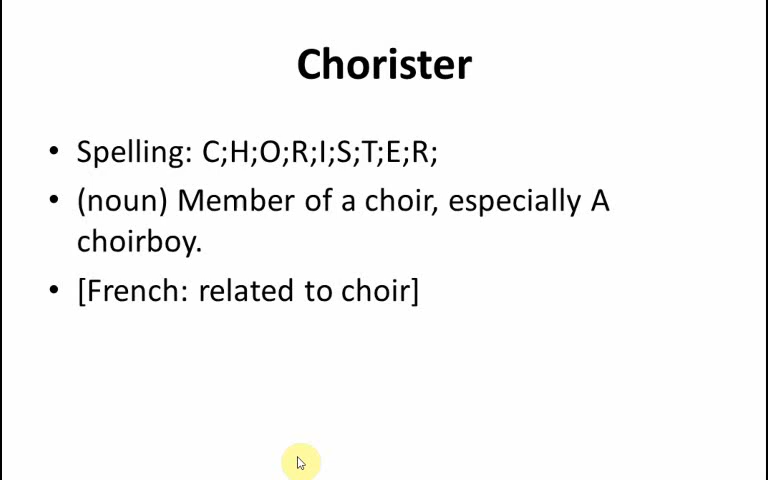 Chorister
• Spelling: C;H;O;R;I;S;T;E;R;
• (noun) Member of a choir, especially A
choirboy.
• [French: related to choir]